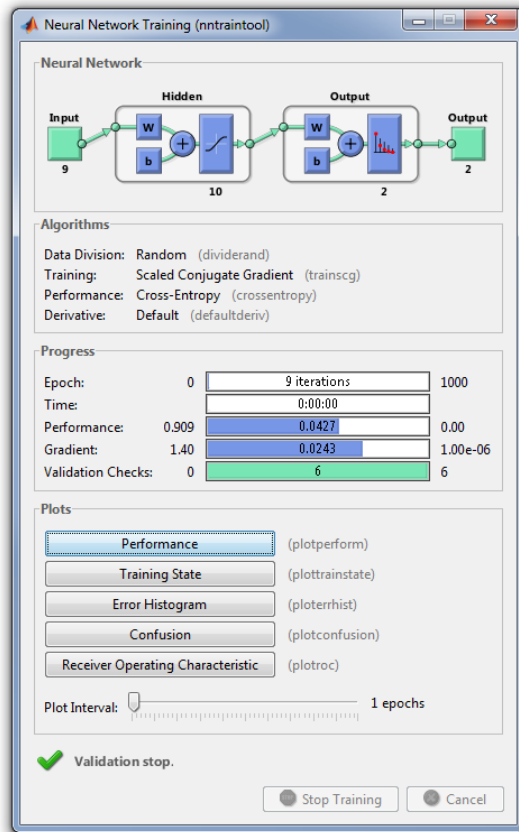 Neural Network Training (nntraintool)
Neural Network
Hidden Output
Input Output
W W
b b
9 10 2 2
Algorithms
Data Division: Random (dividerand)
Training: Scaled Conjugate Gradient (trainscg)
Performance: Cross-Entropy (crossentropy)
Derivative: Default (defaultderiv)
Progress
Epoch: 0 9 iterations 1000
Time: 0:00:00
Performance: 0.909 0.0427 0.00
Gradient: 1.40 0.0243 1.00e-06
Validation Checks: 0 6 6
Plots
Performance (plotperform)
Training State (plottrainstate)
Error Histogram (ploterrhist)
Confusion (plotconfusion)
Receiver Operating Characteristic (plotroc)
Plot Interval: 1 epochs
Validation stop.
Stop Training Cancel